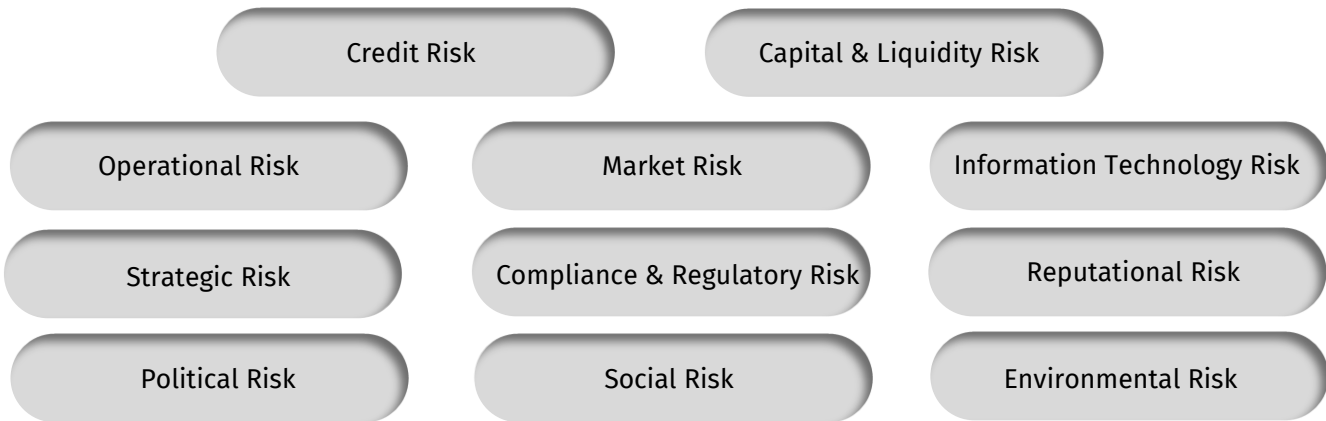 Credit Risk
Capital & Liquidity Risk
Operational Risk
Market Risk
Information Technology Risk
Strategic Risk
Compliance & Regulatory Risk
Reputational Risk
Political Risk
Social Risk
Environmental Risk